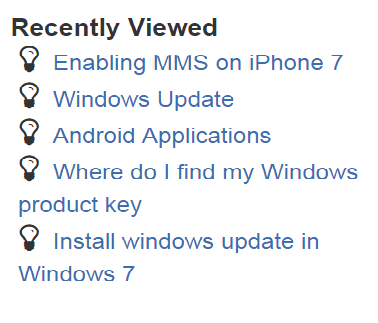 Recently Viewed
Enabling MMS on iPhone 7
Windows Update
Android Applications
Where do I find my Windows
product key
Install windows update in
Windows 7